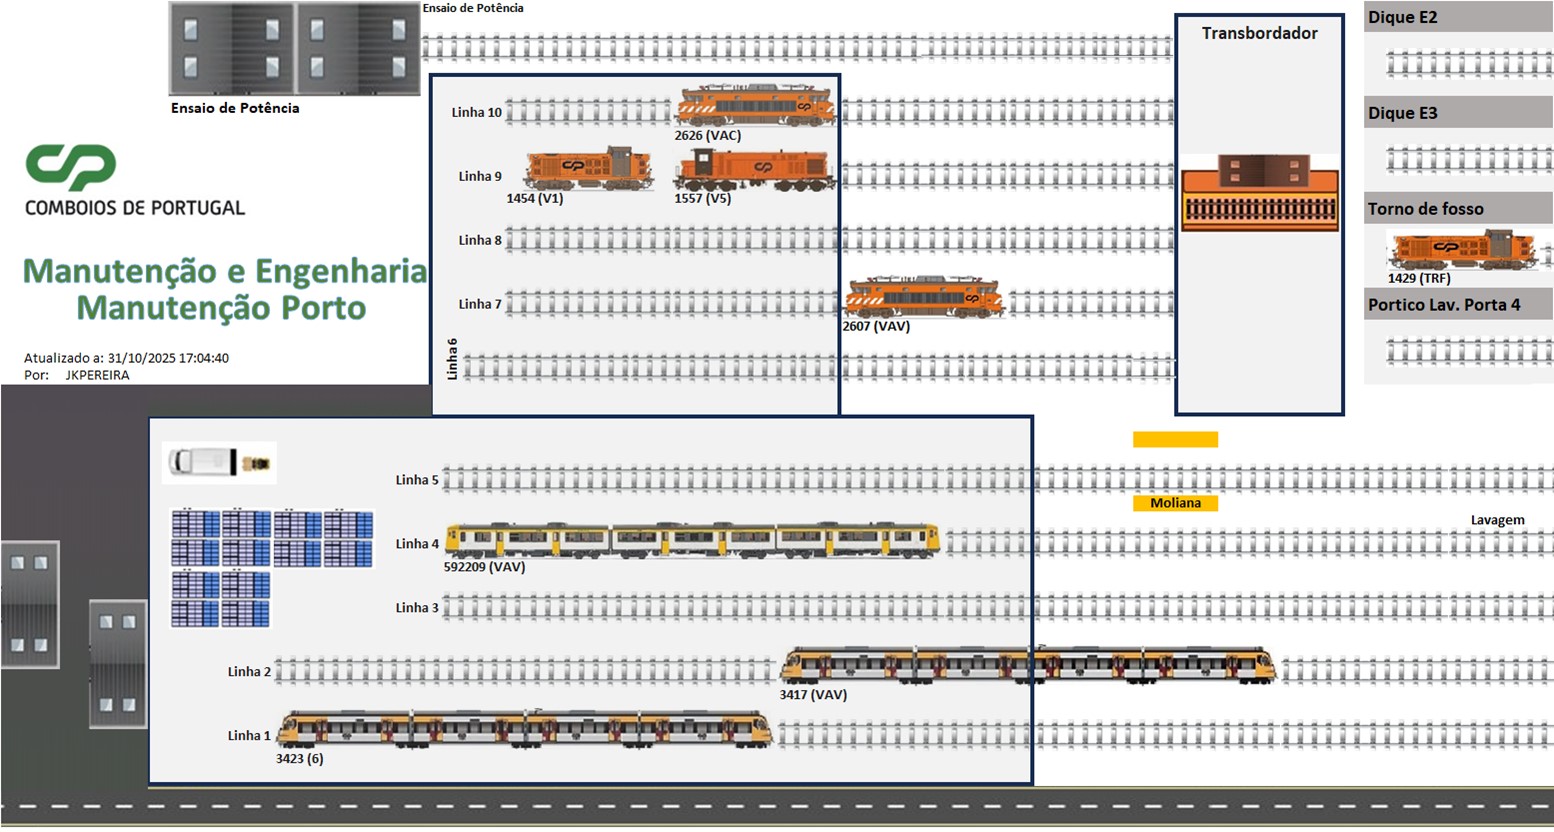 Ensaio de Potência
Ensaio de Potência
CP
COMBOIOS DE PORTUGAL
Manutenção e Engenharia
Manutenção Porto
Atualizado a: 31/10/2025 17:04:40
Por: JKPEREIRA
Linha 10
2626 (VAC)
Linha 9
1454 (V1)
1557 (V5)
Linha 8
Linha 7
2607 (VAV)
Linha 6
Transbordador
Dique E2
Dique E3
Torno de fosso
1429 (TRF)
Portico Lav. Porta 4
Linha 5
Moliana
Lavagem
Linha 4
592209 (VAV)
Linha 3
Linha 2
3417 (VAV)
Linha 1
3423 (6)